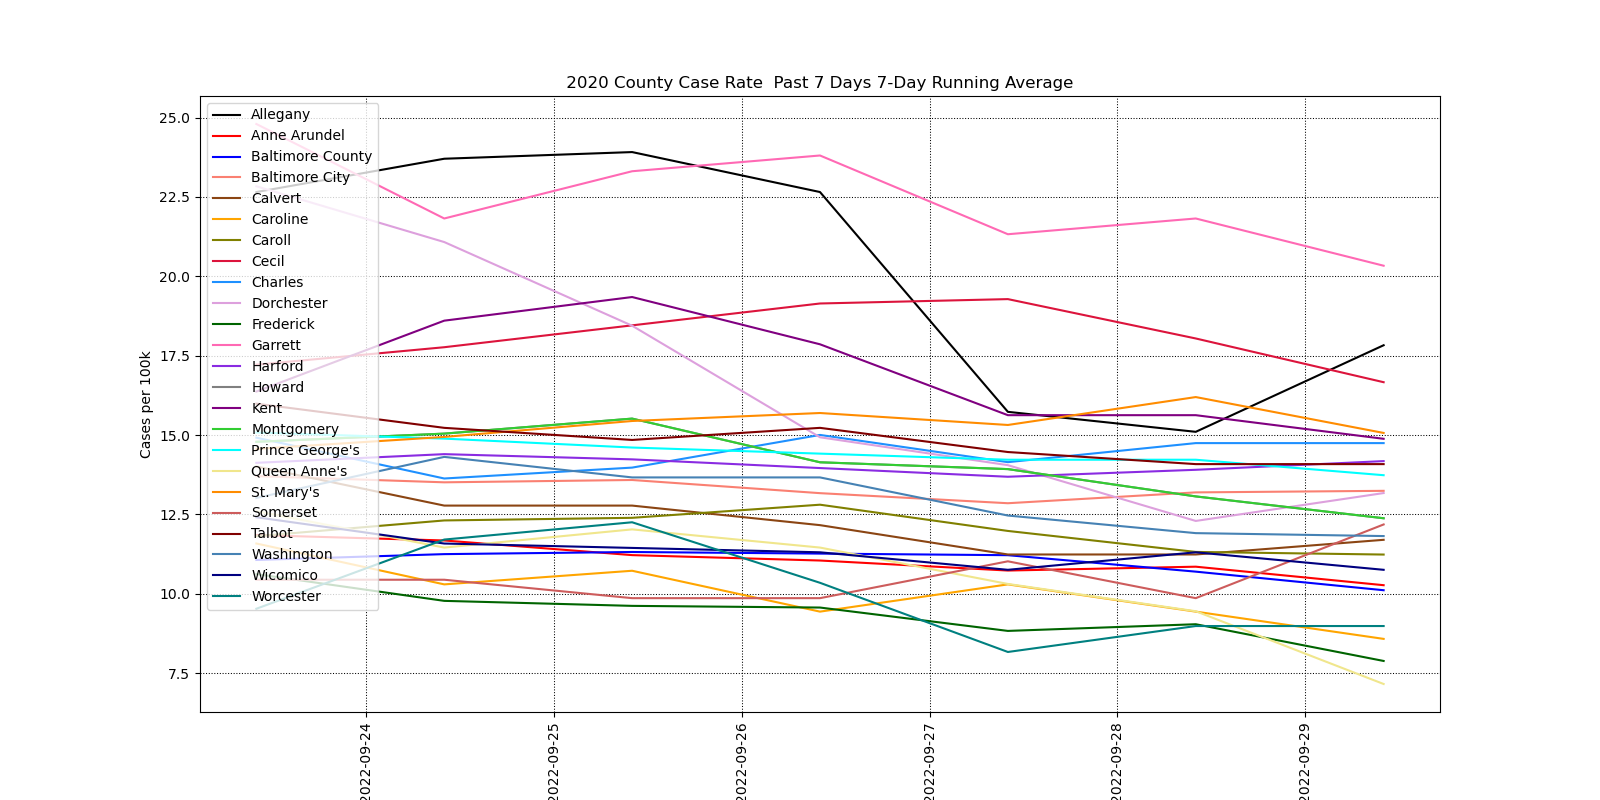 2020 County Case Rate  Past 7 Days 7-Day Running Average
Cases per 100k
25.0
22.5
20.0
17.5
15.0
12.5
10.0
7.5
Allegany
Anne Arundel
Baltimore County
Baltimore City
Calvert
Caroline
Caroll
Cecil
Charles
Dorchester
Frederick
Garrett
Harford
Howard
Kent
Montgomery
Prince George's
Queen Anne's
St. Mary's
Somerset
Talbot
Washington
Wicomico
Worcester
2022-09-24
2022-09-25
2022-09-26
2022-09-27
2022-09-28
2022-09-29